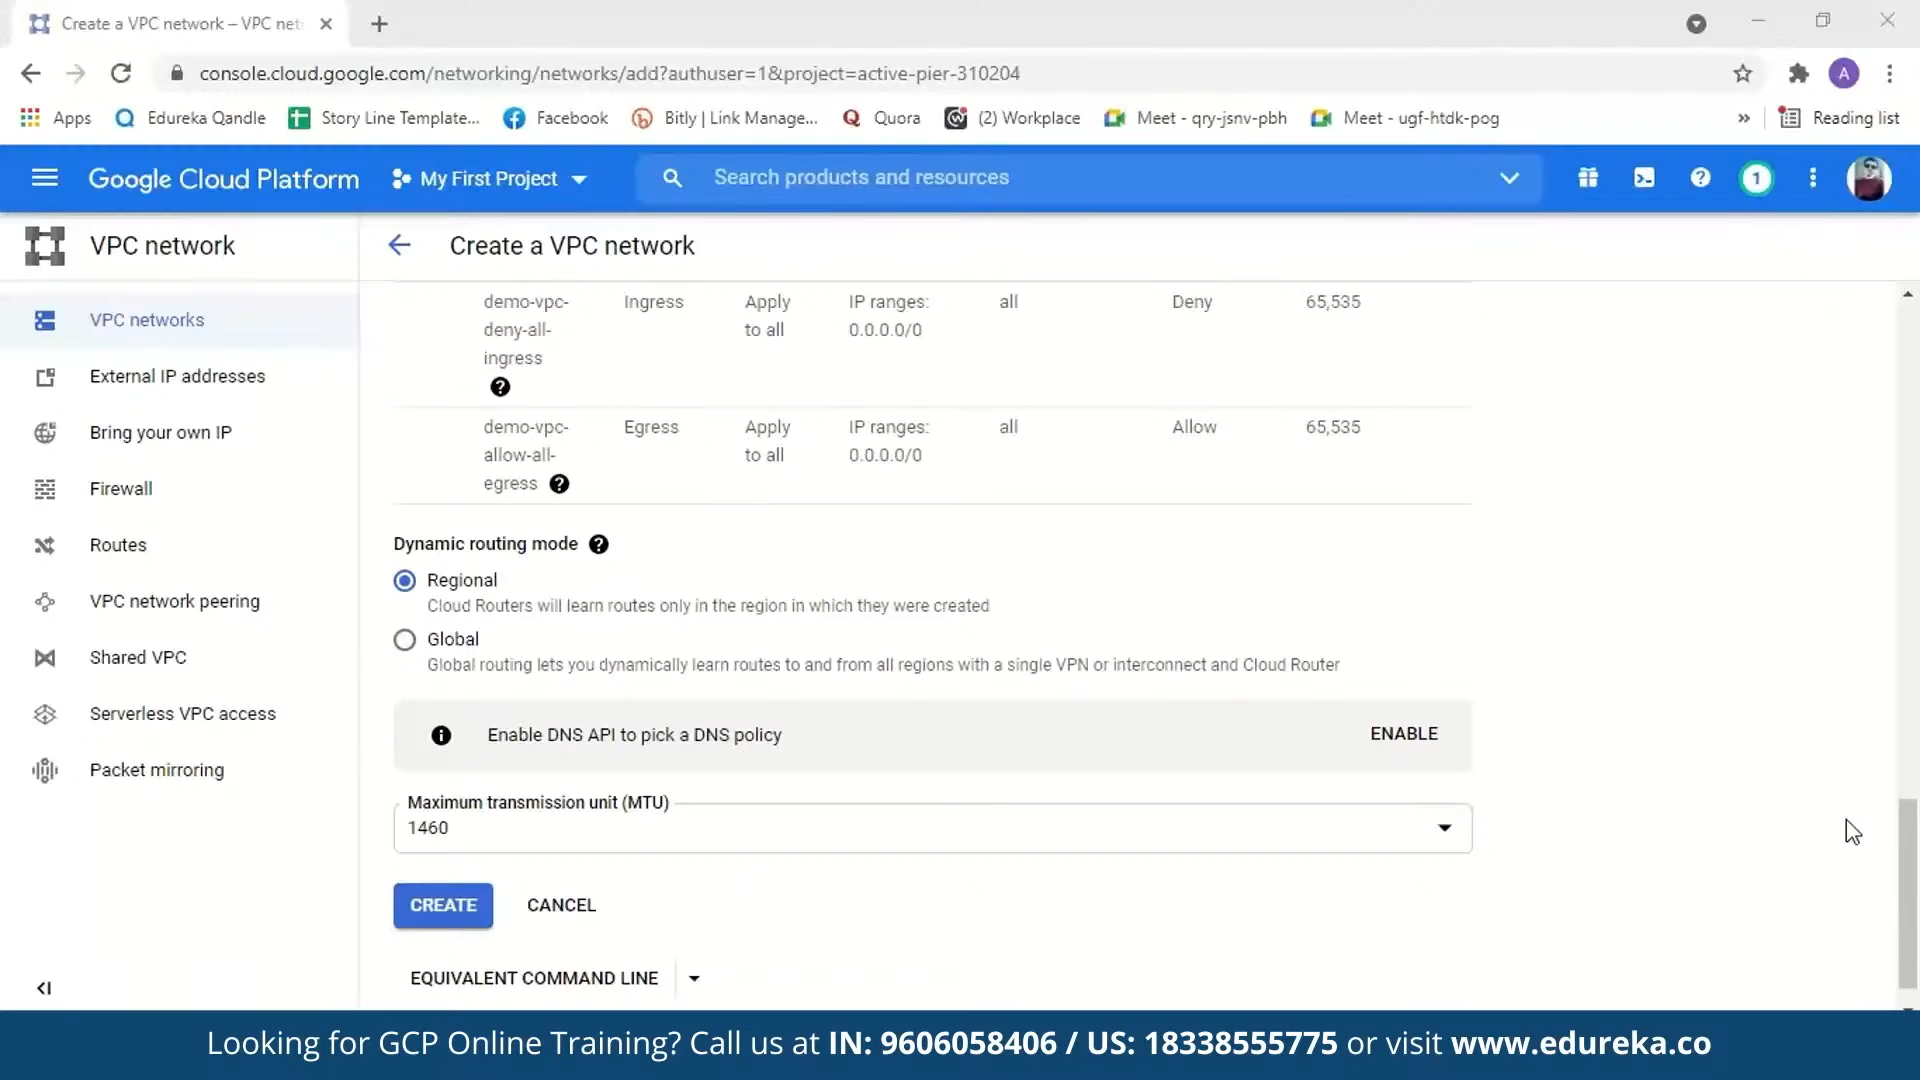 Create a VPC network – VPC net
console.cloud.google.com/networking/networks/add?authuser=1&project=active-pier-310204
A
Apps
Edureka Qandle
Story Line Template...
Facebook
Bitly | Link Manage...
Quora
(2) Workplace
Meet - qry-jsnv-pbh
Meet - ugf-htdk-pog
»
Reading list
Google Cloud Platform
My First Project
Search products and resources
1
VPC network
Create a VPC network
VPC networks
External IP addresses
Bring your own IP
Firewall
Routes
VPC network peering
Shared VPC
Serverless VPC access
Packet mirroring
demo-vpc-
deny-all-
ingress
Ingress
Apply
to all
IP ranges:
0.0.0.0/0
all
Deny
65,535
demo-vpc-
allow-all-
egress
Egress
Apply
to all
IP ranges:
0.0.0.0/0
all
Allow
65,535
Dynamic routing mode
Regional
Cloud Routers will learn routes only in the region in which they were created
Global
Global routing lets you dynamically learn routes to and from all regions with a single VPN or interconnect and Cloud Router
Enable DNS API to pick a DNS policy
ENABLE
Maximum transmission unit (MTU)
1460
CREATE
CANCEL
EQUIVALENT COMMAND LINE
Looking for GCP Online Training? Call us at IN: 9606058406 / US: 18338555775 or visit www.edureka.co